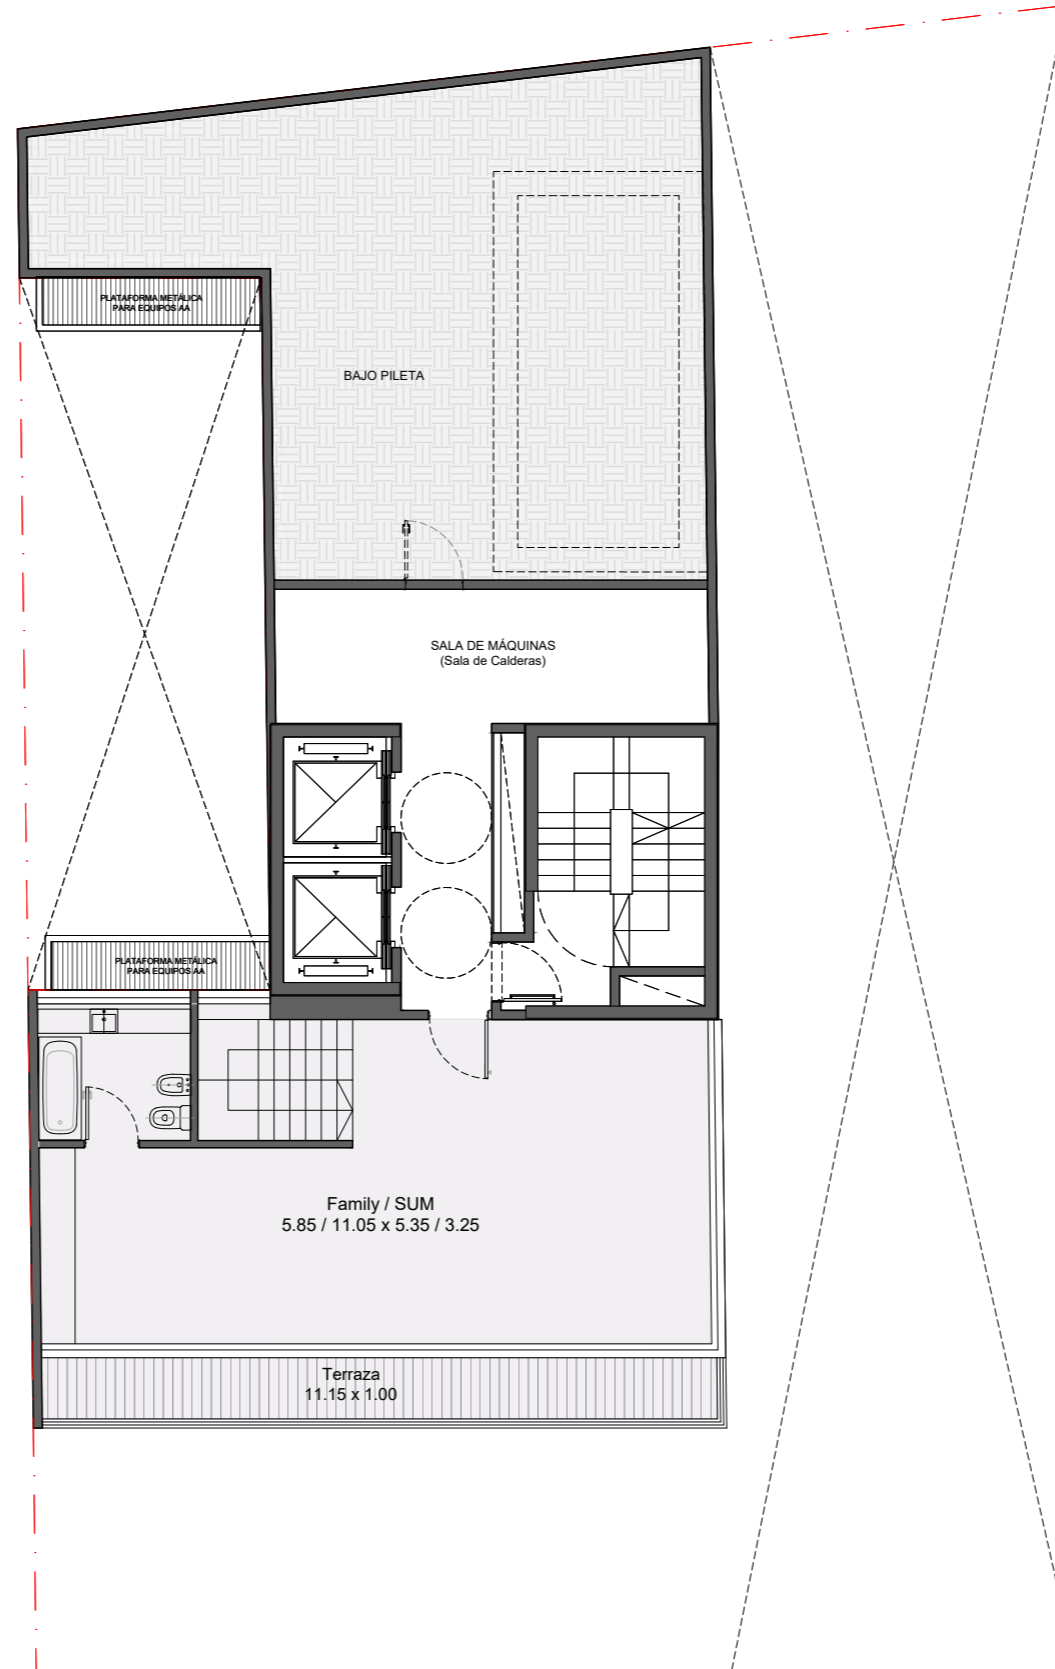 PLATAFORMA METÁLICA
PARA EQUIPOS AA
BAJO PILETA
SALA DE MÁQUINAS
(Sala de Calderas)
PLATAFORMA METÁLICA
PARA EQUIPOS AA
Family / SUM
5.85 / 11.05 x 5.35 / 3.25
Terraza
11.15 x 1.00